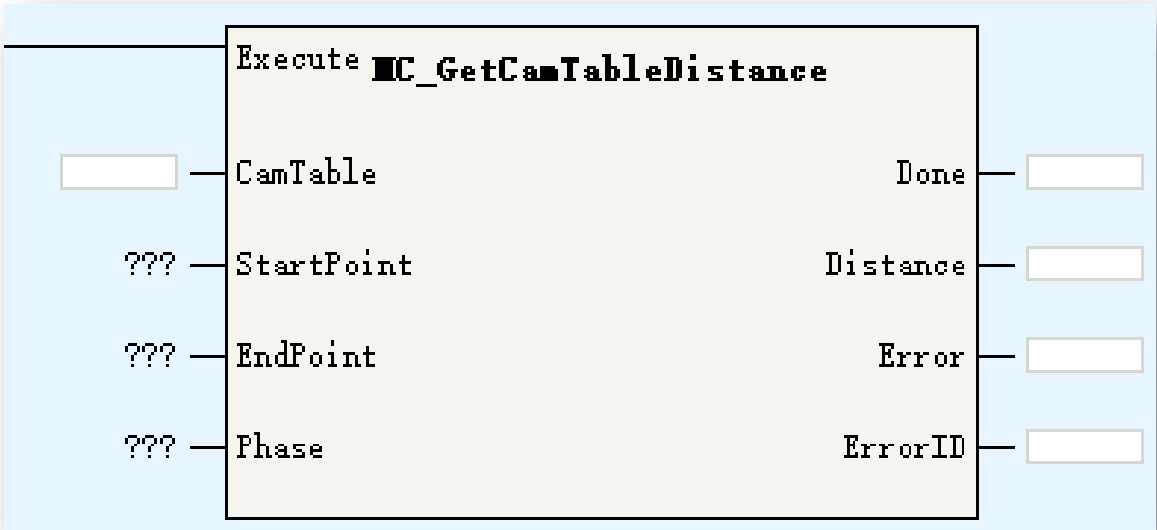 Execute MC_GetCamTableDistance
CamTable Done
??? StartPoint Distance
??? EndPoint Error
??? Phase ErrorID